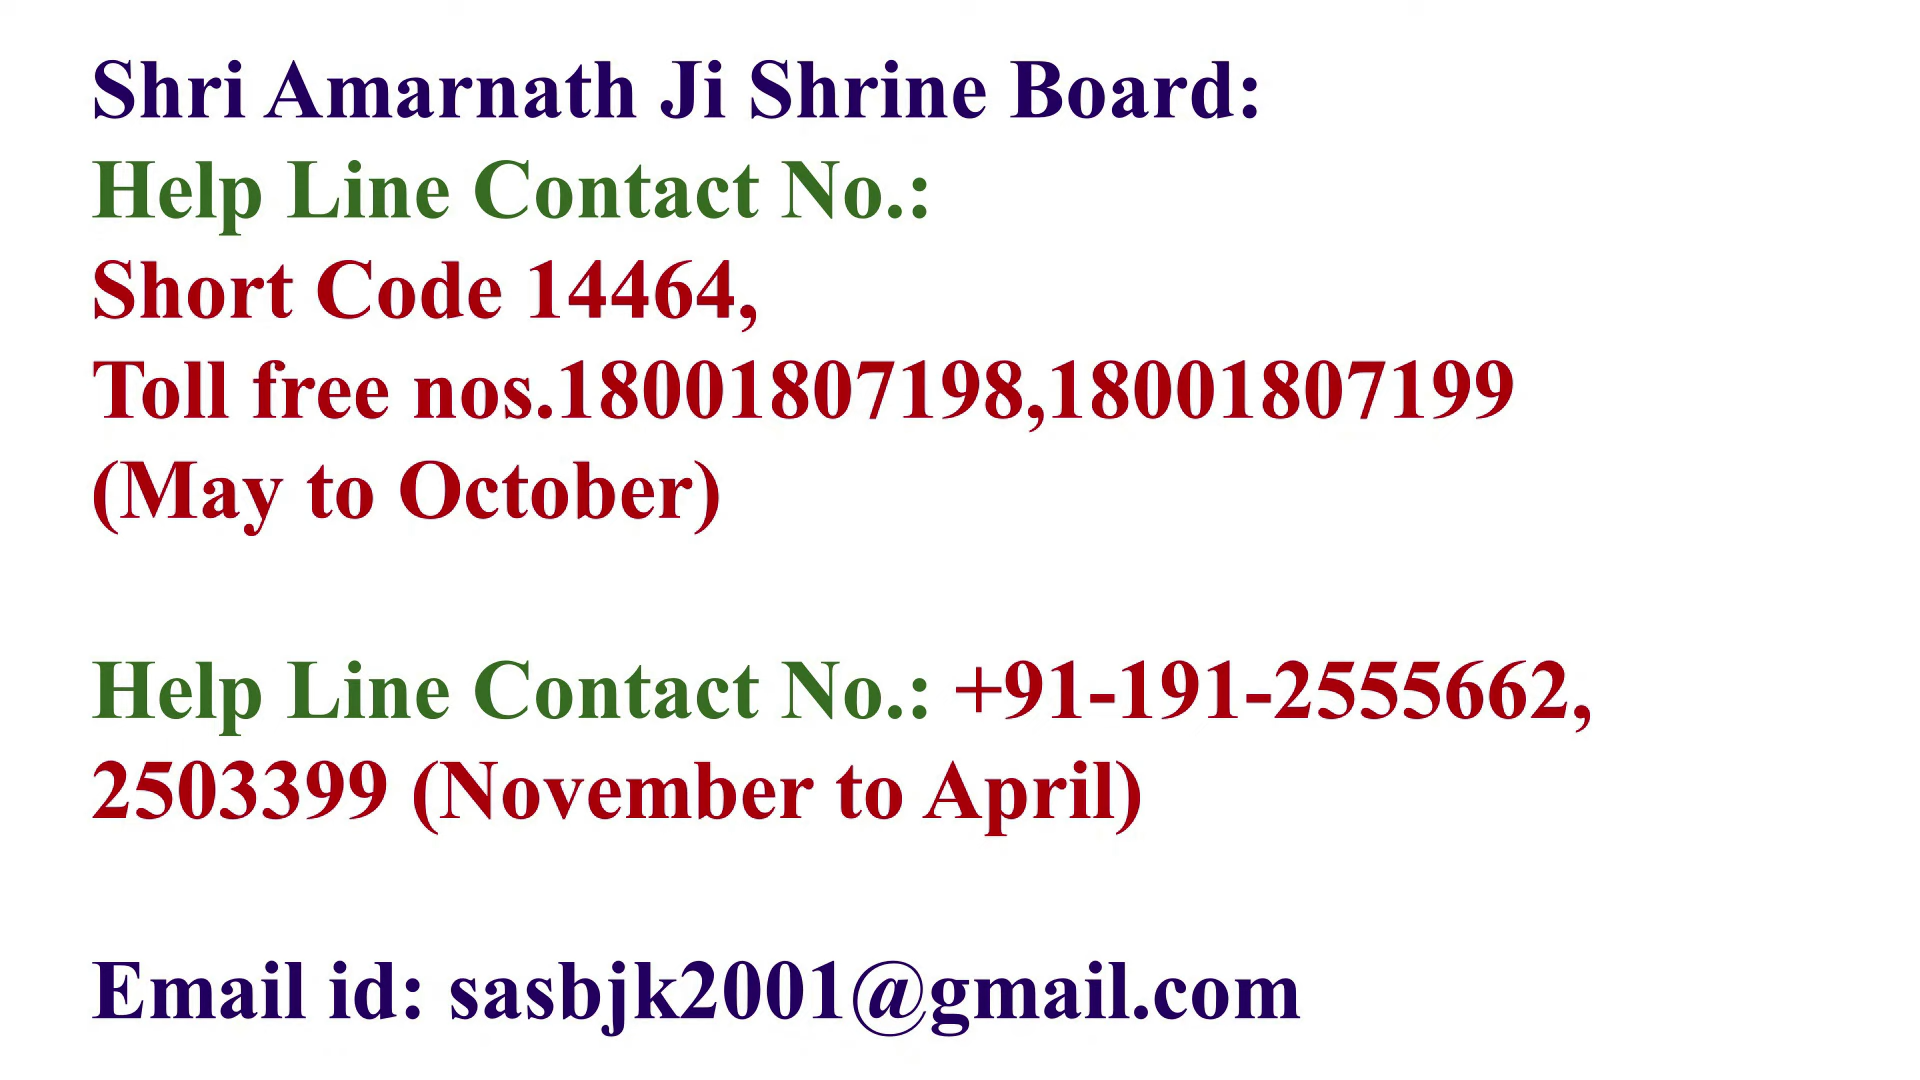 Shri Amarnath Ji Shrine Board:
Help Line Contact No.:
Short Code 14464,
Toll free nos.18001807198,18001807199
(May to October)
Help Line Contact No.: +91-191-2555662,
2503399 (November to April)
Email id: sasbjk2001@gmail.com